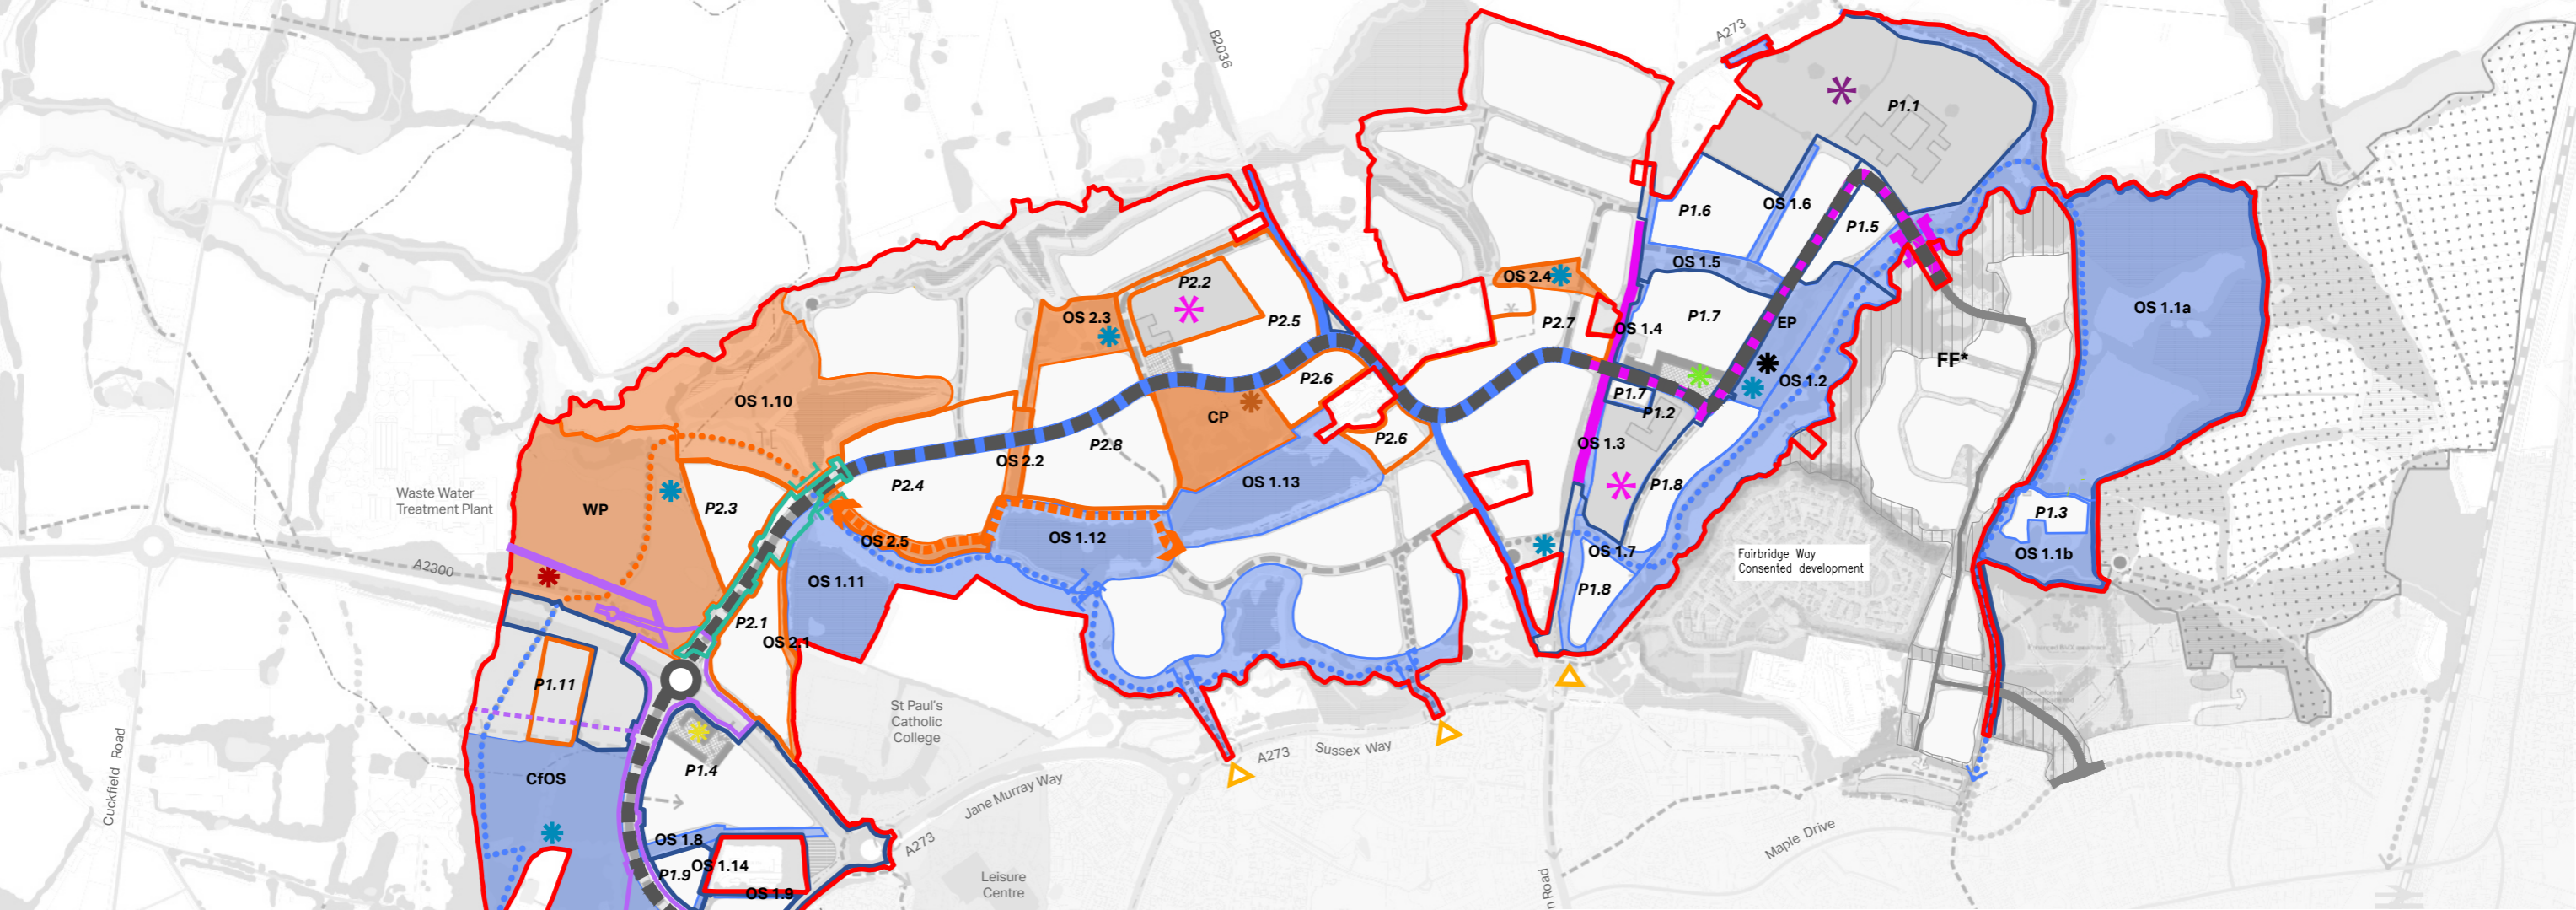 A273
B2036
P1.1
P1.6
OS 1.6
P1.5
OS 1.5
P2.2
OS 2.4
OS 2.3
P2.5
P2.7
OS 1.4
P1.7
EP
OS 1.1a
FF*
P2.6
OS 1.2
OS 1.10
P1.7
P1.2
CP
P2.6
P2.8
OS 1.3
OS 2.2
P2.4
OS 1.13
P1.8
Waste Water
Treatment Plant
WP
P2.3
P1.3
OS 2.5
OS 1.12
OS 1.7
OS 1.1b
Fairbridge Way
Consented development
A2300
OS 1.11
P1.8
P2.1
OS 2.1
P1.11
St Paul's
Catholic
College
A273
Sussex Way
Cuckfield Road
CfOS
P1.4
Jane Murray Way
OS 1.8
A273
Maple Drive
OS 1.14
P1.9
OS 1.9
Leisure
Centre
n Road